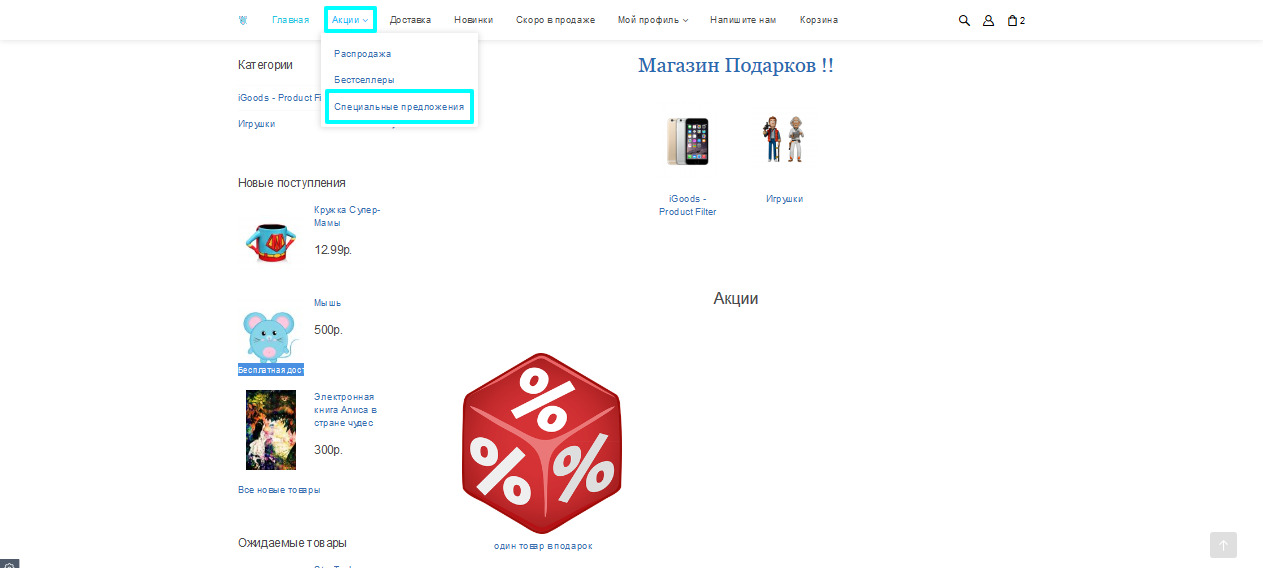 Главная Акции Доставка Новинки Скоро в продаже Мой профиль Напишите нам Корзина 2
Распродажа
Бестселлеры
Специальные предложения
Категории
iGoods - Product Fi
Игрушки
Магазин Подарков !!
iGoods -
Product Filter
Игрушки
Новые поступления
Кружка Супер-
Мамы
12.99р.
Мышь
500р.
Бесплатная дост
Электронная
книга Алиса в
стране чудес
300р.
Все новые товары
Ожидаемые товары
Акции
% % %
один товар в подарок